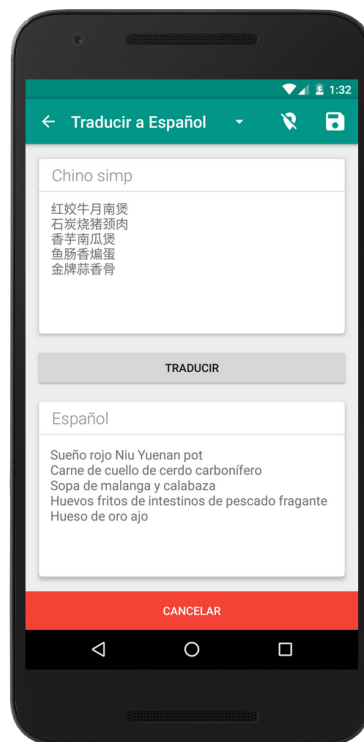 1:32
Traducir a Español
Chino simp
红姣牛月南煲
石炭烧猪颈肉
香芋南瓜煲
鱼肠香煸蛋
金牌蒜香骨
TRADUCIR
Español
Sueño rojo Niu Yuenan pot
Carne de cuello de cerdo carbonífero
Sopa de malanga y calabaza
Huevos fritos de intestinos de pescado fragante
Hueso de oro ajo
CANCELAR